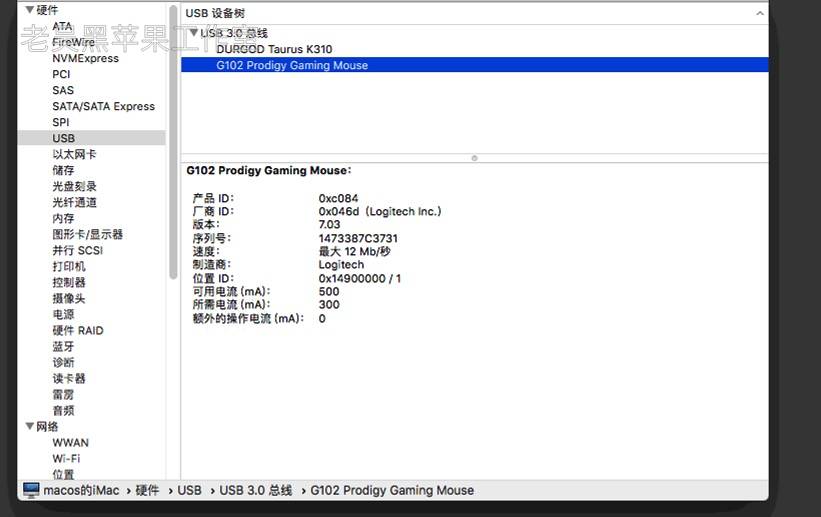 硬件
ATA
FireWire
NVMExpress
PCI
SAS
SATA/SATA Express
SPI
USB
以太网卡
储存
光盘刻录
光纤通道
内存
图形卡/显示器
并行 SCSI
打印机
控制器
摄像头
电源
硬件 RAID
蓝牙
诊断
读卡器
雷雳
音频
网络
WWAN
Wi-Fi
位置
老吴黑苹果工作室
USB 设备树
USB 3.0 总线
DURGOD Taurus K310
G102 Prodigy Gaming Mouse
G102 Prodigy Gaming Mouse:
产品 ID: 0xc084
厂商 ID: 0x046d (Logitech Inc.)
版本: 7.03
序列号: 1473387C3731
速度: 最大 12 Mb/秒
制造商: Logitech
位置 ID: 0x14900000 / 1
可用电流 (mA): 500
所需电流 (mA): 300
额外的操作电流 (mA): 0
macos的iMac › 硬件 › USB › USB 3.0 总线 › G102 Prodigy Gaming Mouse